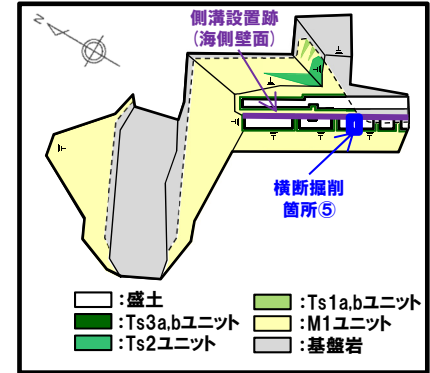 N
側溝設置跡
(海側壁面)
横断掘削
箇所⑤
:盛土
:Ts3a,bユニット
:Ts2ユニット
:Ts1a,bユニット
:M1ユニット
:基盤岩